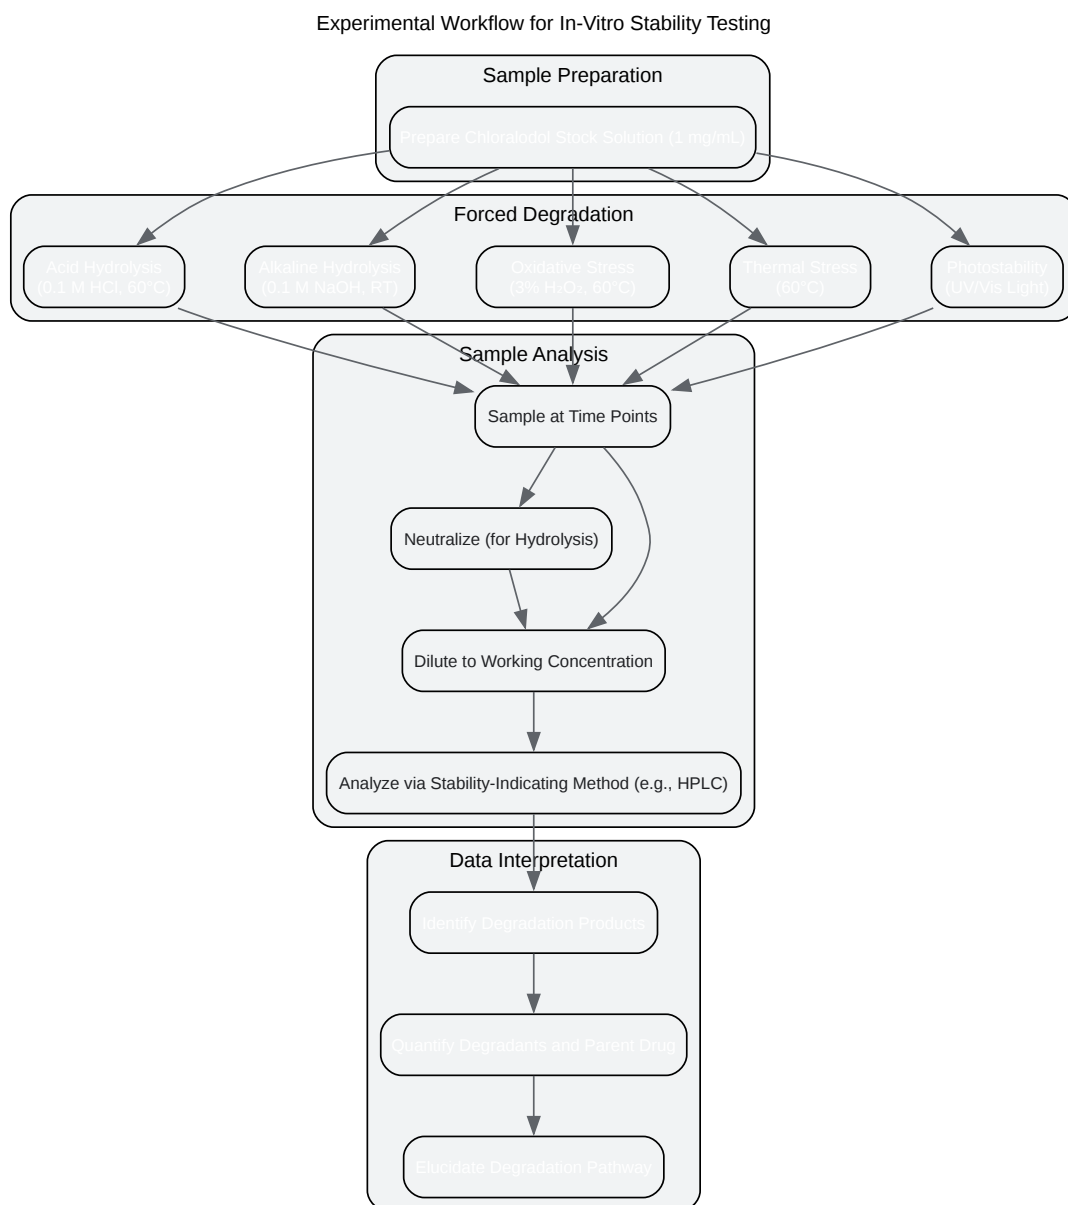 Experimental Workflow for In-Vitro Stability Testing
Sample Preparation
Prepare Chloralodol Stock Solution (1 mg/mL)
Forced Degradation
Acid Hydrolysis
(0.1 M HCl, 60°C)
Alkaline Hydrolysis
(0.1 M NaOH, RT)
Oxidative Stress
(3% H₂O₂, 60°C)
Thermal Stress
(60°C)
Photostability
(UV/Vis Light)
Sample Analysis
Sample at Time Points
Neutralize (for Hydrolysis)
Dilute to Working Concentration
Analyze via Stability-Indicating Method (e.g., HPLC)
Data Interpretation
Identify Degradation Products
Quantify Degradants and Parent Drug
Elucidate Degradation Pathway